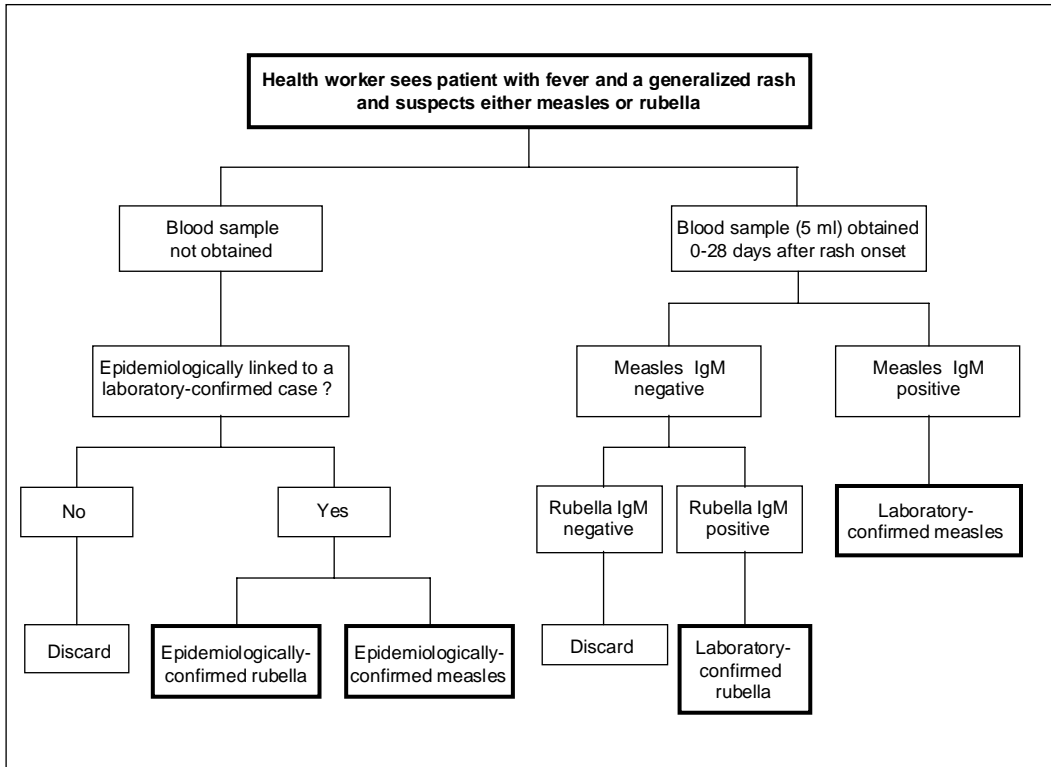 Health worker sees patient with fever and a generalized rash
and suspects either measles or rubella
Blood sample
not obtained
Blood sample (5 ml) obtained
0-28 days after rash onset
Epidemiologically linked to a
laboratory-confirmed case ?
Measles IgM
negative
Measles IgM
positive
No
Yes
Rubella IgM
negative
Rubella IgM
positive
Laboratory-
confirmed measles
Discard
Epidemiologically-
confirmed rubella
Epidemiologically-
confirmed measles
Discard
Laboratory-
confirmed
rubella